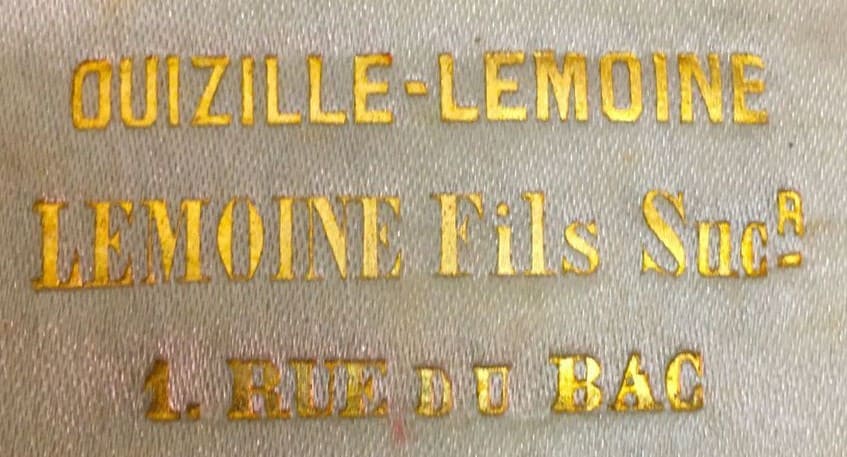 OUIZILLE-LEMOINE
LEMOINE Fils Sucᴿ
1. RUE DU BAC